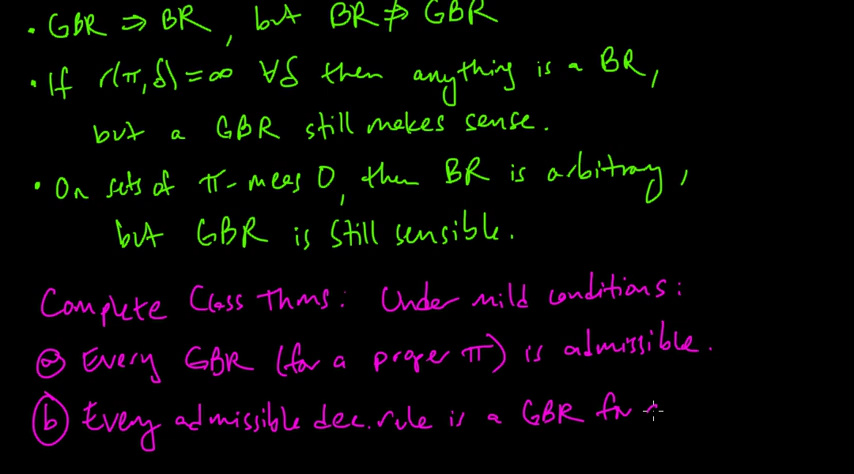 • GBR ⇒ BR, but BR ⇏ GBR
• If r(π, δ) = ∞ ∀δ then anything is a BR,
but a GBR still makes sense.
• On sets of π-meas 0, then BR is arbitray,
but GBR is still sensible.
Complete Class Thms: Under mild conditions:
ⓐ Every GBR (for a proper π) is admissible.
ⓑ Every admissible dec. rule is a GBR for